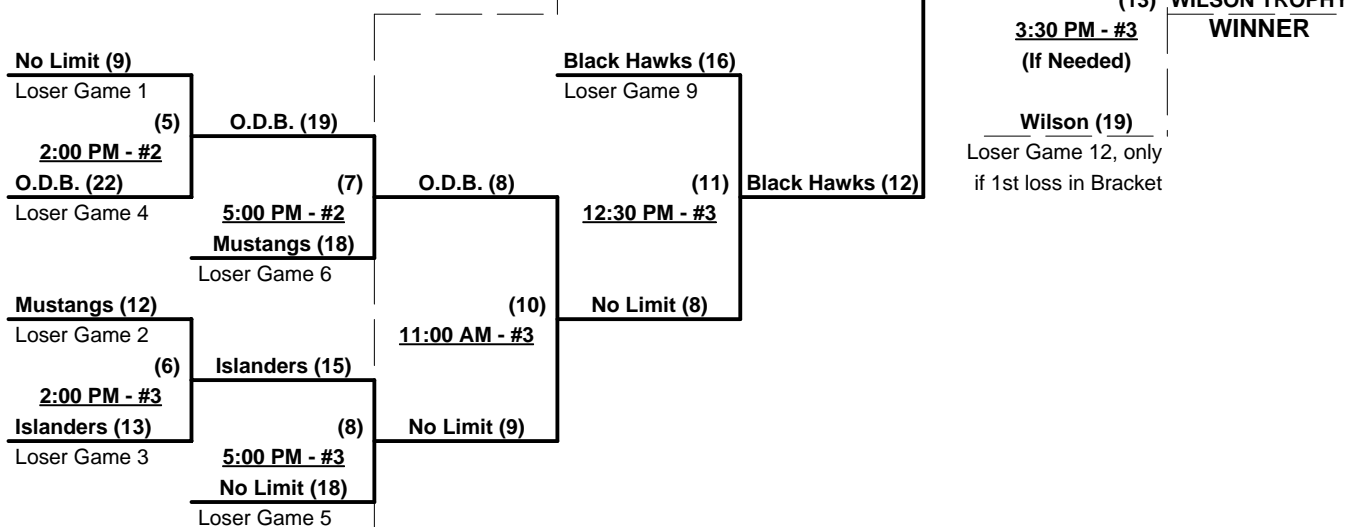 (13) WILSON TROPHY
3:30 PM - #3 WINNER
No Limit (9) Black Hawks (16) (If Needed)
Loser Game 1 Loser Game 9
(5) O.D.B. (19) Wilson (19)
2:00 PM - #2 Loser Game 12, only
O.D.B. (22) (7) O.D.B. (8) (11) Black Hawks (12) if 1st loss in Bracket
Loser Game 4 5:00 PM - #2 12:30 PM - #3
Mustangs (18)
Loser Game 6
Mustangs (12) (10) No Limit (8)
Loser Game 2 11:00 AM - #3
(6) Islanders (15)
2:00 PM - #3
Islanders (13) (8) No Limit (9)
Loser Game 3 5:00 PM - #3
No Limit (18)
Loser Game 5